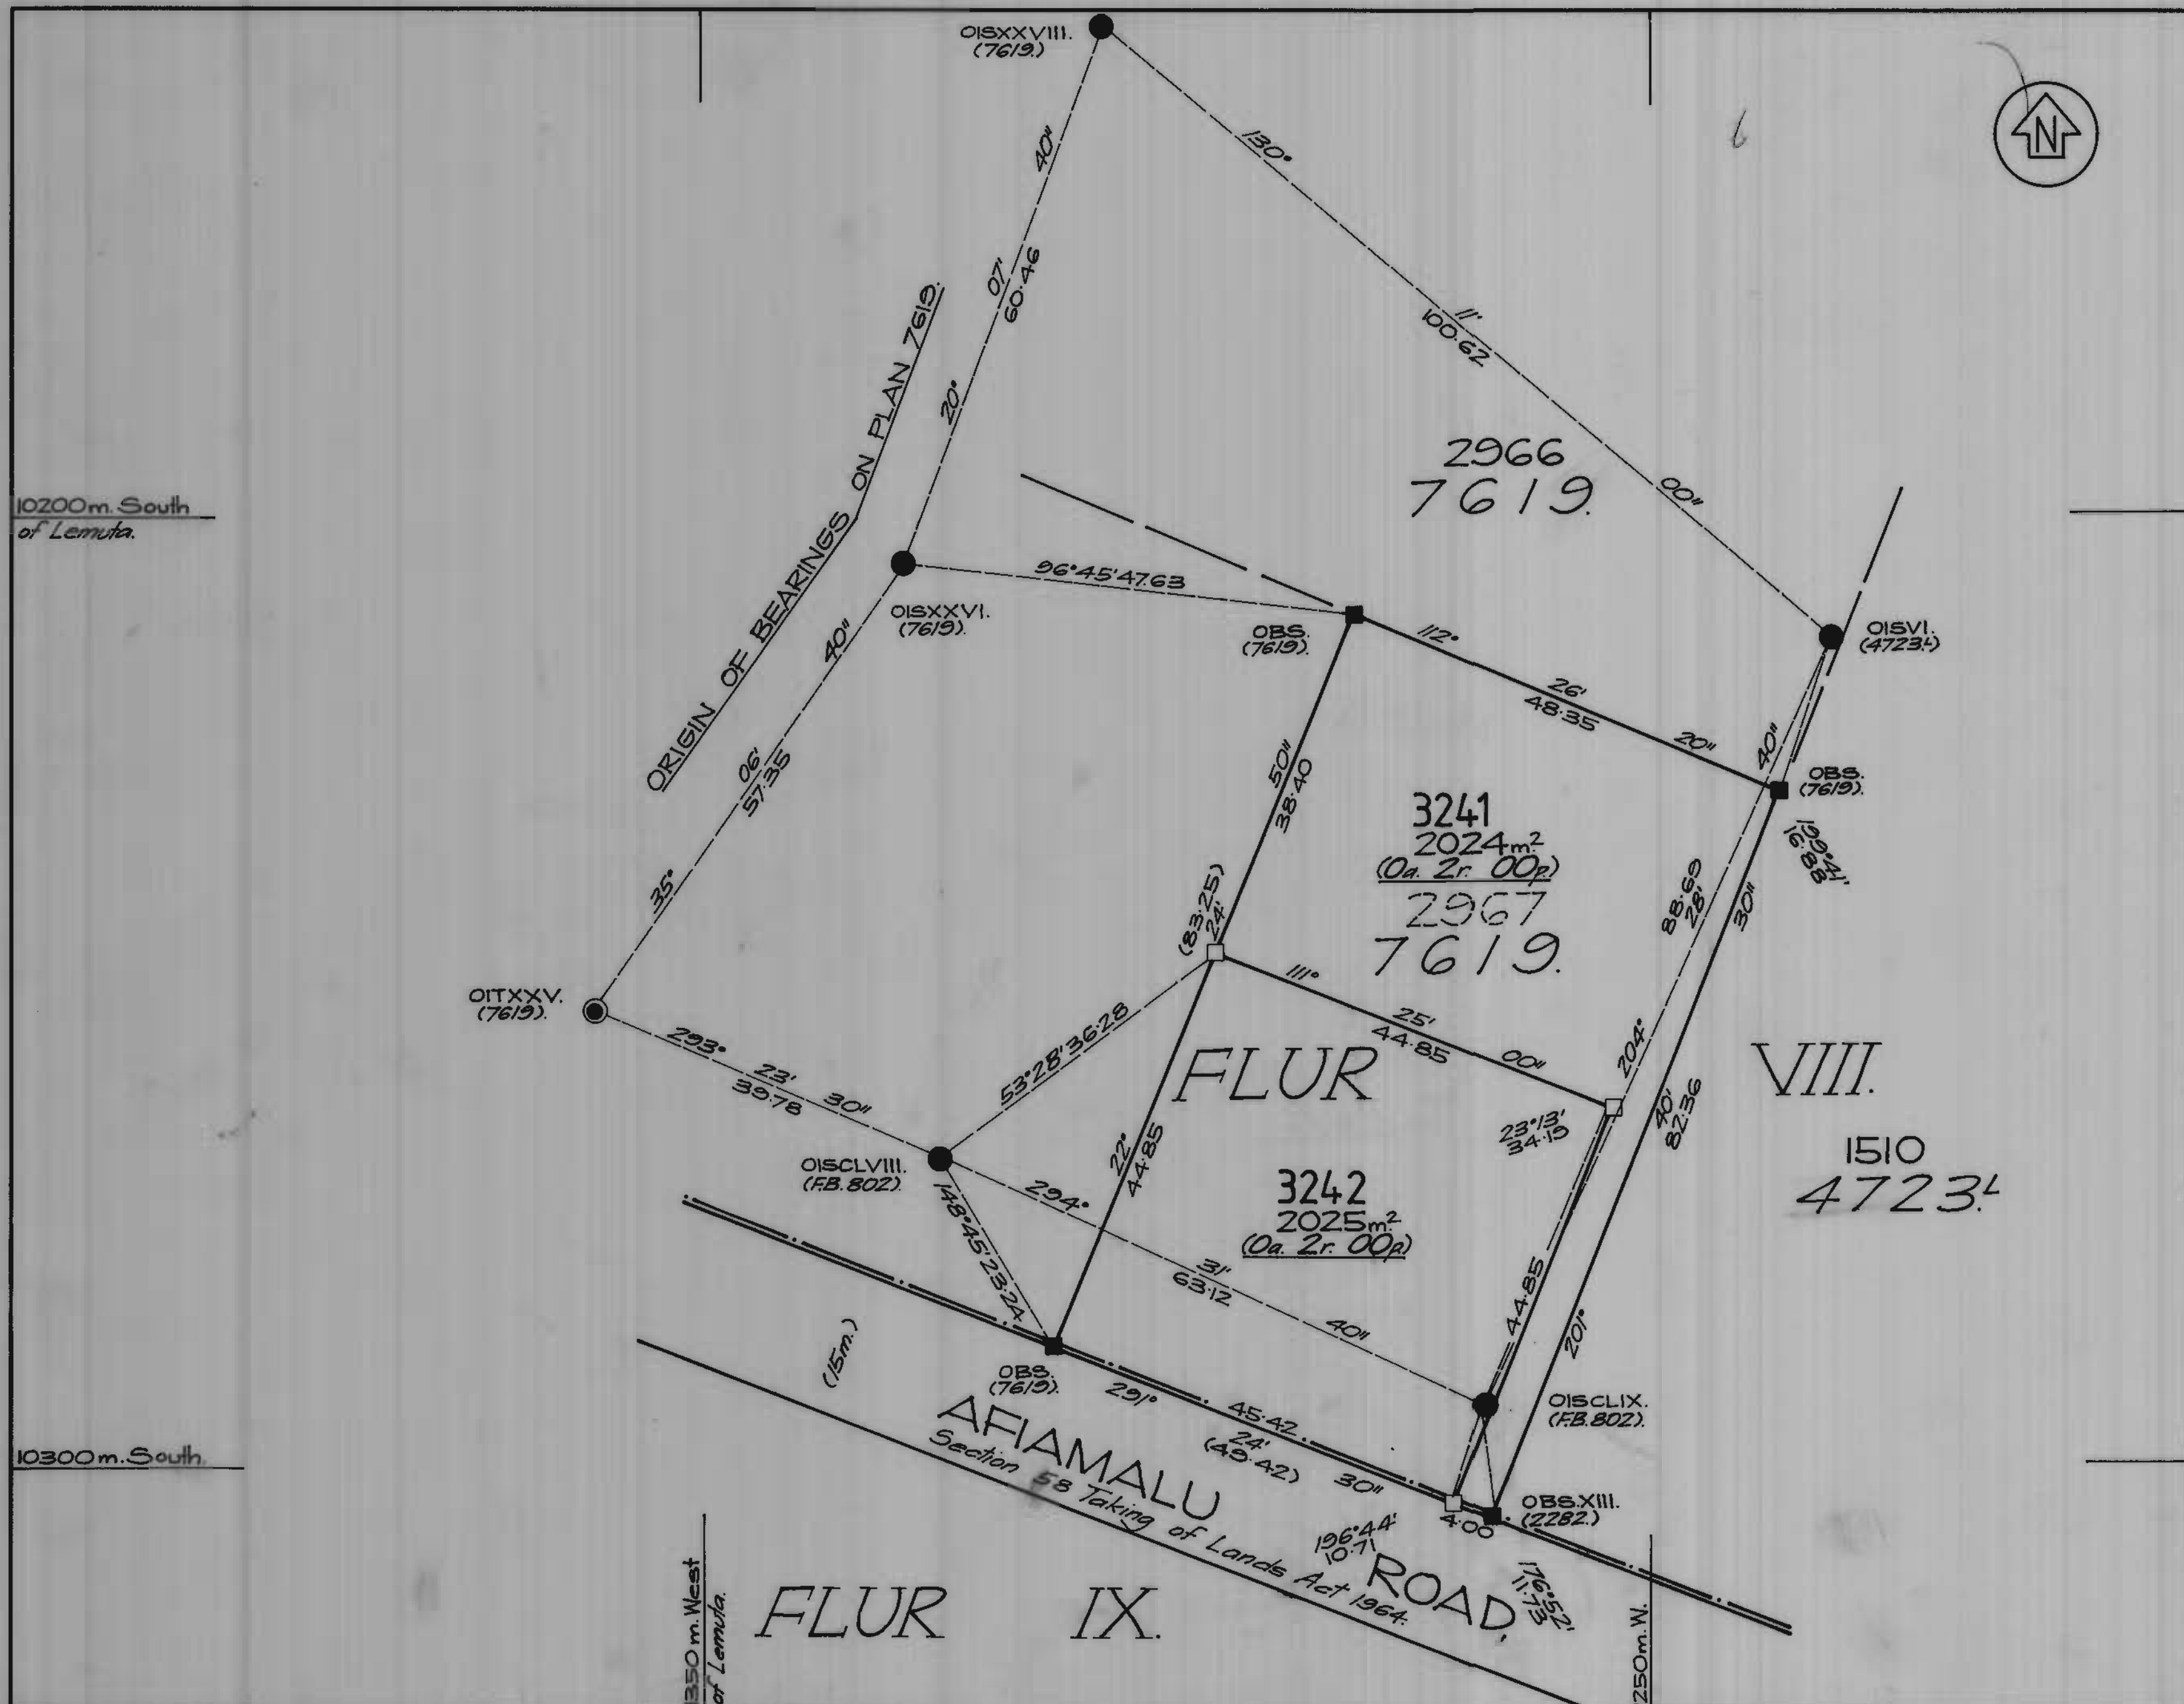 OISXXVIII.
(7619.)
N
40"
130°
07'
60·46
11'
100·62
20°
ORIGIN OF BEARINGS ON PLAN 7619.
2966
7619.
00"
10200m. South
of Lemuta.
96°45'47·63
OISXXVI.
(7619).
OBS.
(7619).
112°
OISVI.
(4723L)
40"
26'
48·35
20"
40"
OBS.
(7619).
06'
57·35
50"
38·40
3241
2024m²
(0a. 2r. 00p.)
2967
7619.
199°41'
16·88
35°
(83·25)
24'
88·69
28'
30"
OITXXV.
(7619).
111°
25'
44·85
00"
293°
23'
39·78
30"
53°28'36·28
FLUR
VIII.
204°
40'
82·36
23°13'
34·19
1510
4723L
OISCLVIII.
(F.B. 802).
22°
44·85
3242
2025m²
(0a. 2r. 00p)
294°
148°45'23·24
31'
63·12
40"
44·85
201°
(15m.)
OBS.
(7619).
291°
45·42
24'
(49·42)
30"
OISCLIX.
(F.B. 802).
AFIAMALU ROAD.
Section 58 Taking of Lands Act 1964.
10300m. South.
4·00
OBS.XIII.
(2282.)
196°44'
10·71
176°52'
11·73
FLUR IX.
350m. West
of Lemuta.
250m. W.